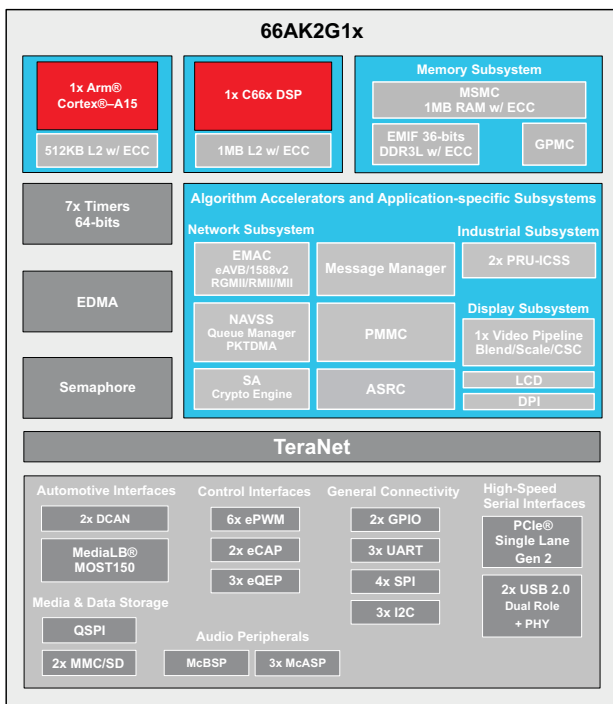 66AK2G1x
1x Arm®
Cortex®–A15
512KB L2 w/ ECC
1x C66x DSP
1MB L2 w/ ECC
Memory Subsystem
MSMC
1MB RAM w/ ECC
EMIF 36-bits
DDR3L w/ ECC
GPMC
7x Timers
64-bits
EDMA
Semaphore
Algorithm Accelerators and Application-specific Subsystems
Network Subsystem
EMAC
eAVB/1588v2
RGMII/RMII/MII
NAVSS
Queue Manager
PKTDMA
SA
Crypto Engine
Message Manager
PMMC
ASRC
Industrial Subsystem
2x PRU-ICSS
Display Subsystem
1x Video Pipeline
Blend/Scale/CSC
LCD
DPI
TeraNet
Automotive Interfaces
2x DCAN
MediaLB®
MOST150
Media & Data Storage
QSPI
2x MMC/SD
Control Interfaces
6x ePWM
2x eCAP
3x eQEP
Audio Peripherals
McBSP
3x McASP
General Connectivity
2x GPIO
3x UART
4x SPI
3x I2C
High-Speed
Serial Interfaces
PCIe®
Single Lane
Gen 2
2x USB 2.0
Dual Role
+ PHY